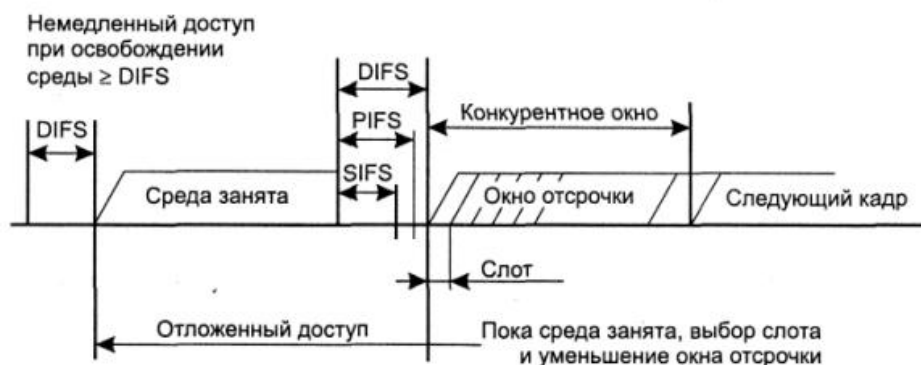 Немедленный доступ
при освобождении
среды ≥ DIFS
DIFS
DIFS
PIFS
SIFS
Конкурентное окно
Среда занята
Окно отсрочки
Следующий кадр
Слот
Отложенный доступ
Пока среда занята, выбор слота
и уменьшение окна отсрочки